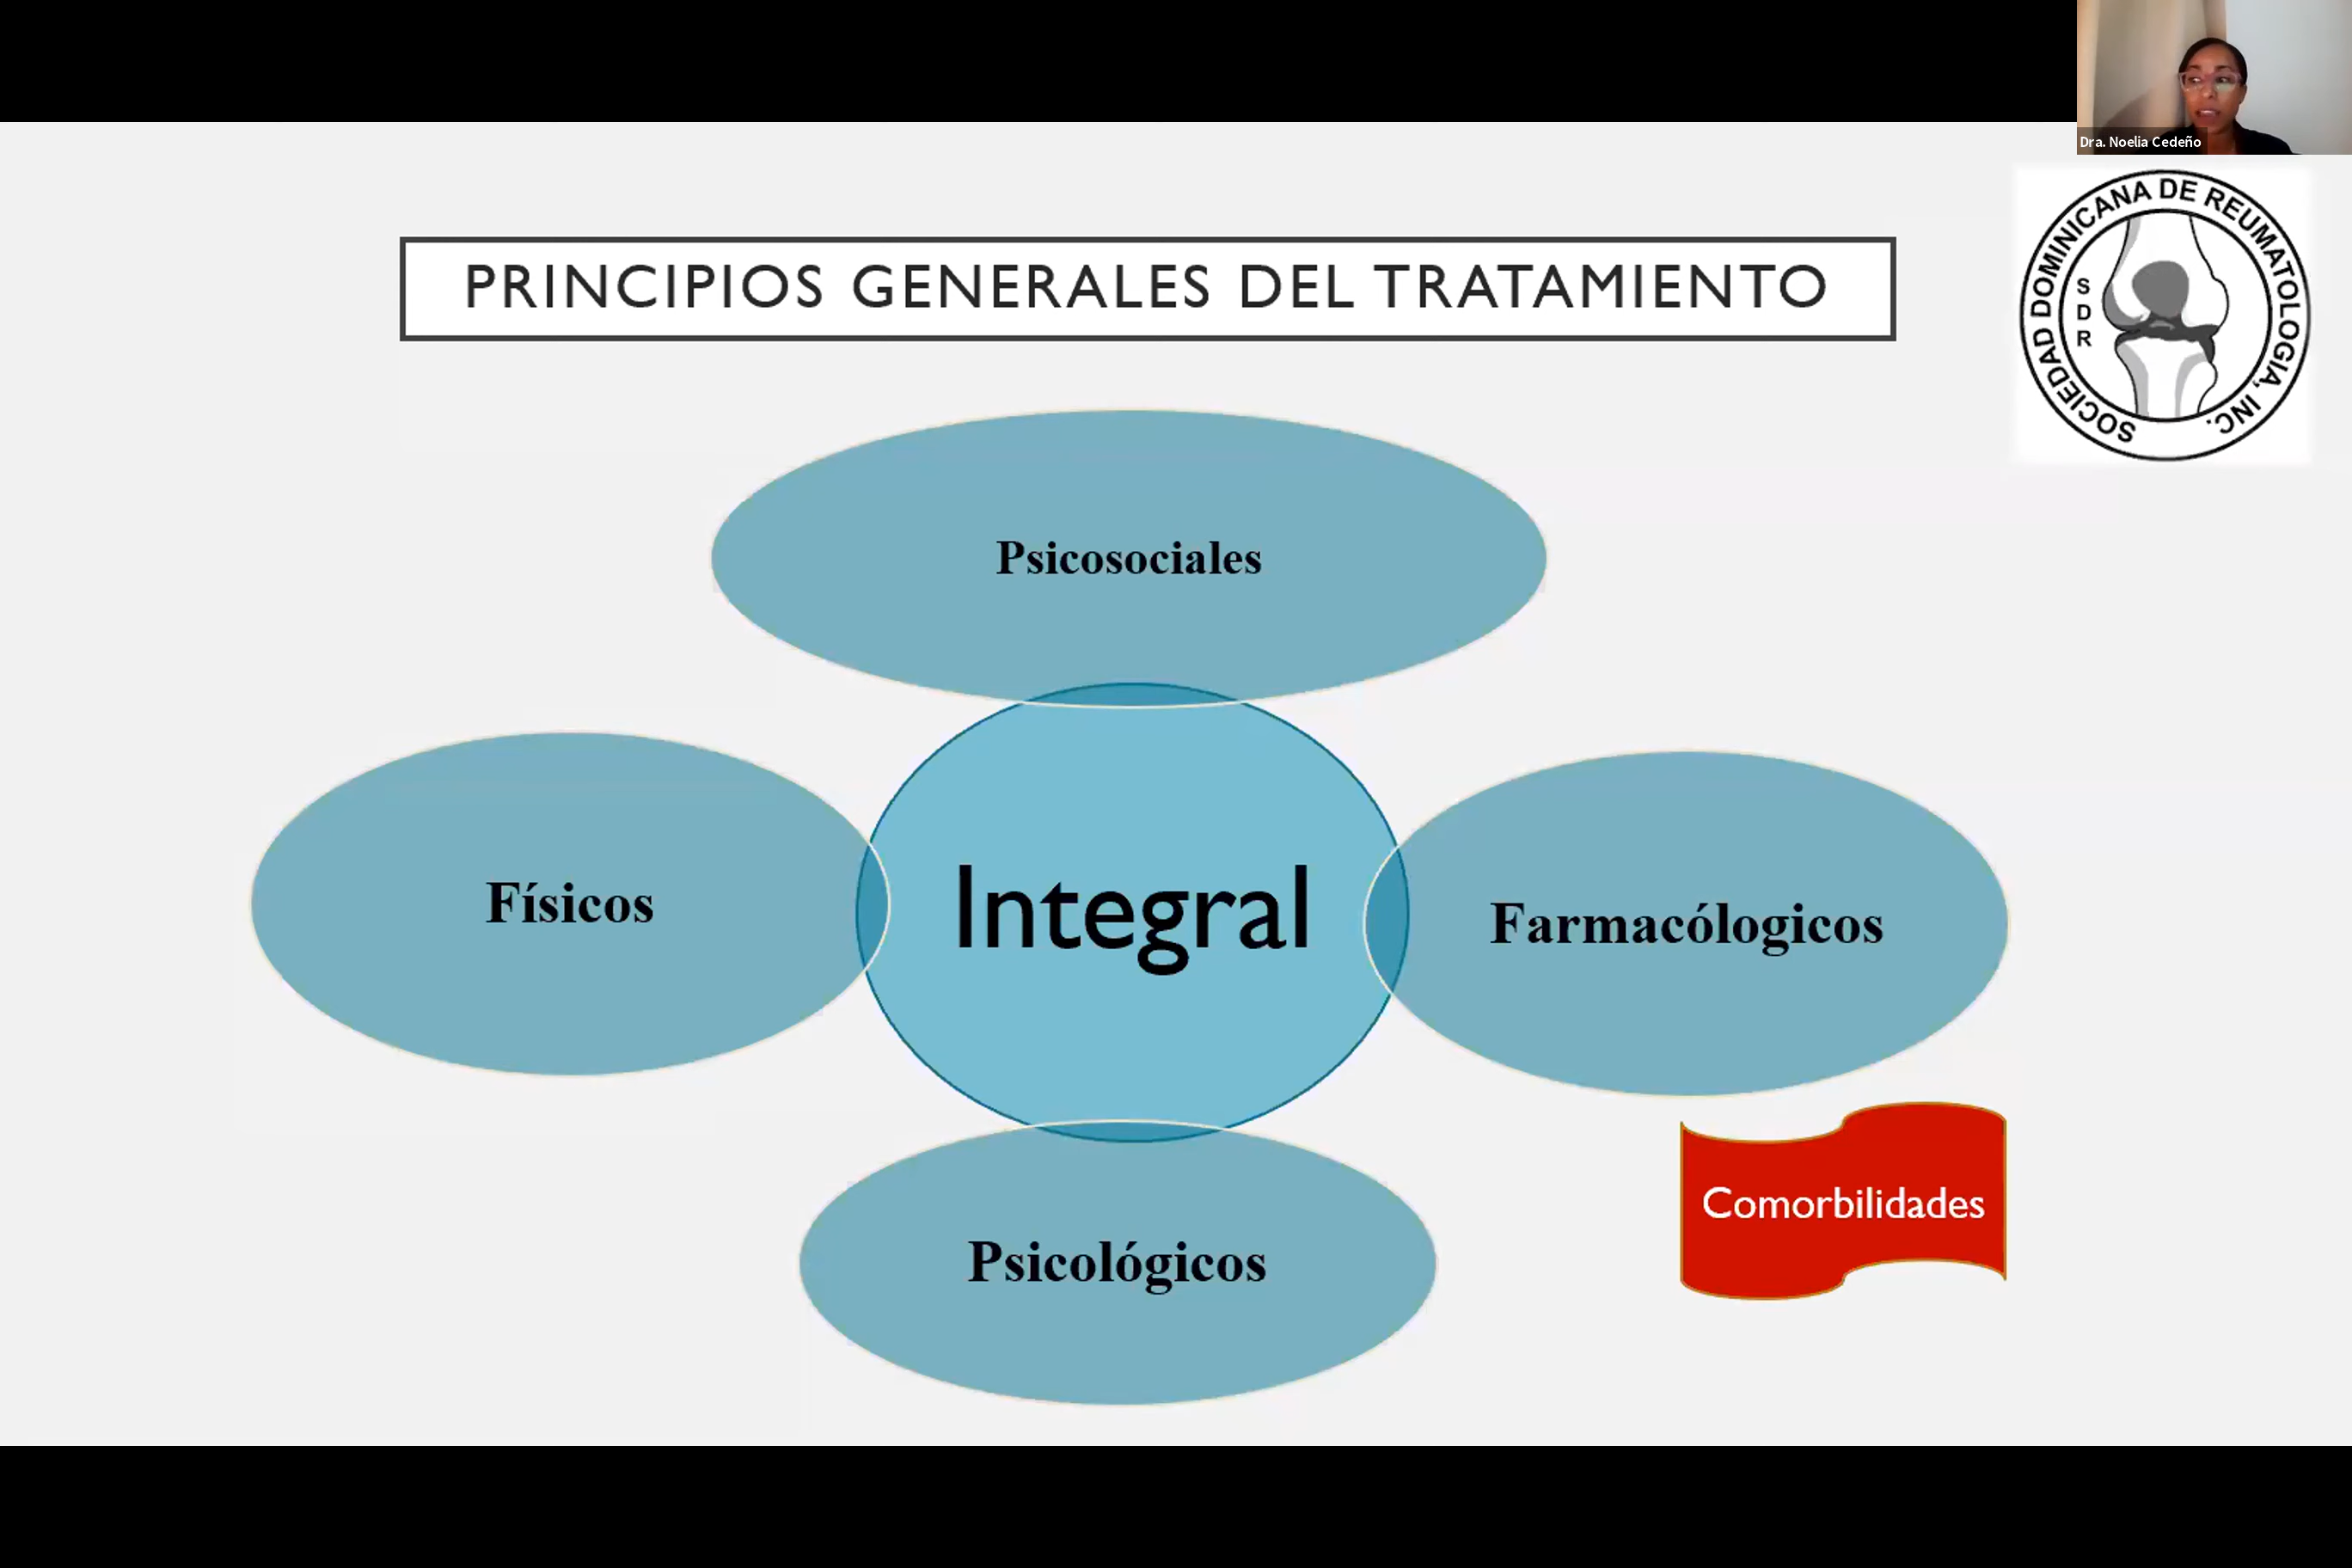 Dra. Noelia Cedeño
SOCIEDAD DOMINICANA DE REUMATOLOGIA, INC.
S
D
R
PRINCIPIOS GENERALES DEL TRATAMIENTO
Psicosociales
Físicos
Integral
Farmacólogicos
Comorbilidades
Psicológicos